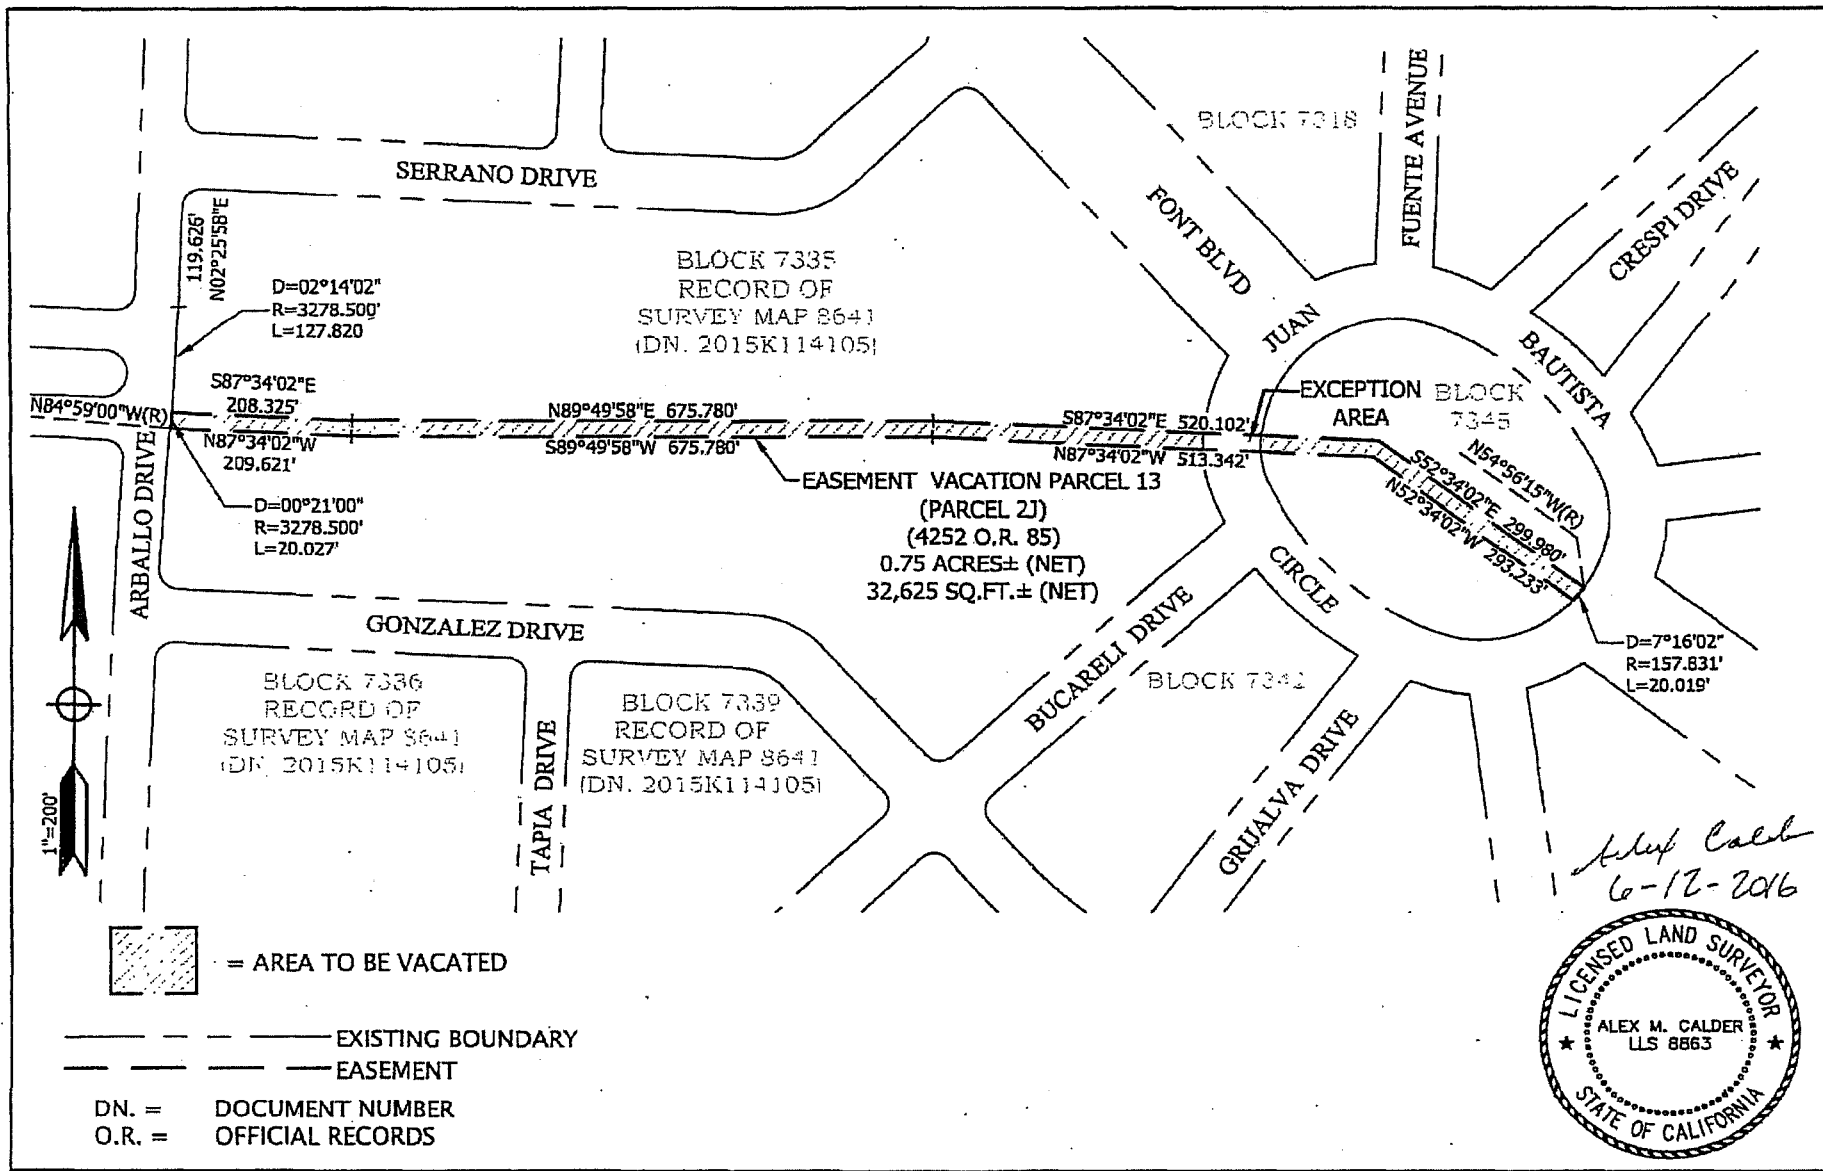 BLOCK 7318
FUENTE AVENUE
CRESPI DRIVE
SERRANO DRIVE
FONT BLVD
119.626'
N02°25'58"E
BLOCK 7335
RECORD OF
SURVEY MAP 8641
(DN. 2015K114105)
D=02°14'02"
R=3278.500'
L=127.820
JUAN
BAUTISTA
CIRCLE
EXCEPTION
AREA
BLOCK
7345
S87°34'02"E
208.325'
N84°59'00"W(R)
N87°34'02"W
209.621'
N89°49'58"E 675.780'
S89°49'58"W 675.780'
S87°34'02"E 520.102'
N87°34'02"W 513.342'
N54°56'15"W(R)
S52°34'02"E 299.980'
N52°34'02"W 293.233'
EASEMENT VACATION PARCEL 13
(PARCEL 2J)
(4252 O.R. 85)
0.75 ACRES± (NET)
32,625 SQ.FT.± (NET)
D=00°21'00"
R=3278.500'
L=20.027'
ARBALLO DRIVE
GONZALEZ DRIVE
BUCARELI DRIVE
D=7°16'02"
R=157.831'
L=20.019'
BLOCK 7336
RECORD OF
SURVEY MAP 8641
(DN. 2015K114105)
BLOCK 7339
RECORD OF
SURVEY MAP 8641
(DN. 2015K114105)
BLOCK 7342
TAPIA DRIVE
GRIJALVA DRIVE
1"=200'
Alex Calder
6-12-2016
= AREA TO BE VACATED
EXISTING BOUNDARY
EASEMENT
DN. = DOCUMENT NUMBER
O.R. = OFFICIAL RECORDS
LICENSED LAND SURVEYOR
ALEX M. CALDER
LLS 8863
STATE OF CALIFORNIA